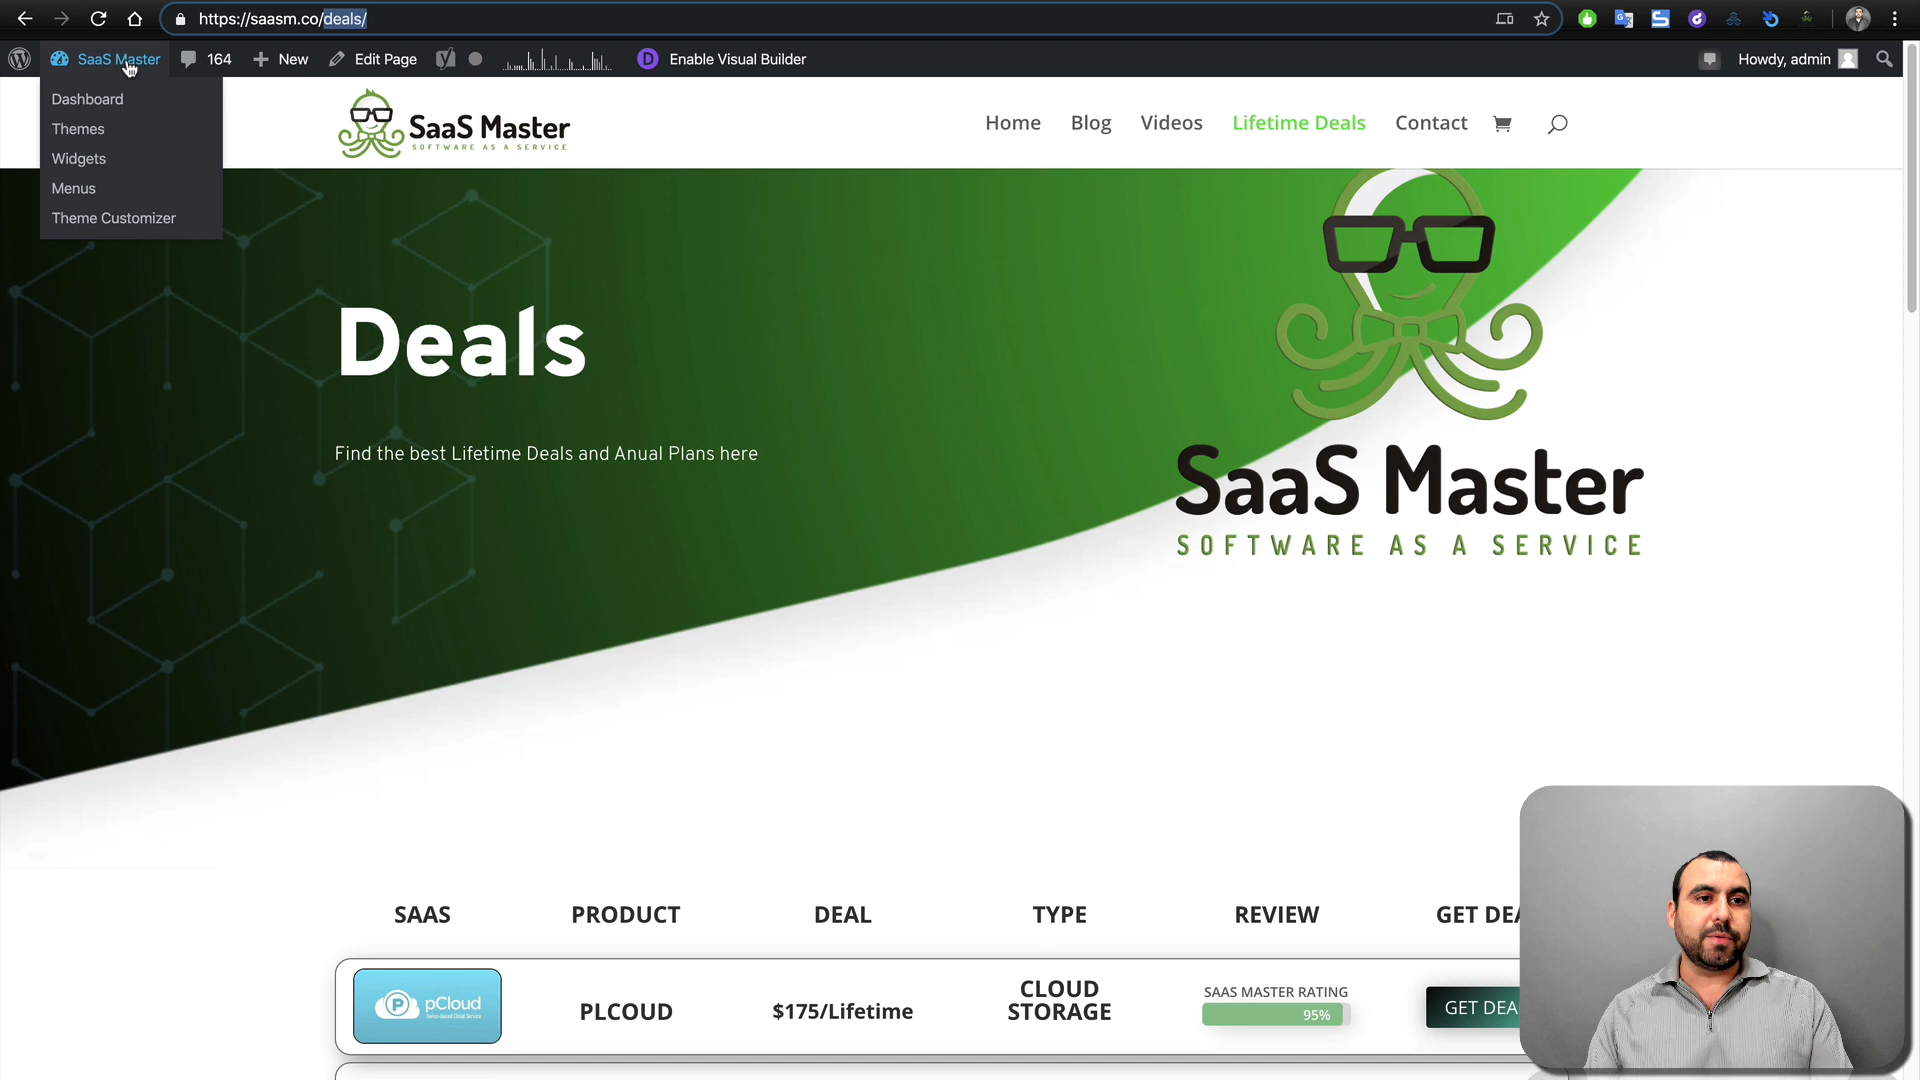 https://saasm.co/deals/
SaaS Master 164 New Edit Page Enable Visual Builder Howdy, admin
Dashboard
Themes
Widgets
Menus
Theme Customizer
SaaS Master
SOFTWARE AS A SERVICE
Home Blog Videos Lifetime Deals Contact
Deals
Find the best Lifetime Deals and Anual Plans here
SaaS Master
SOFTWARE AS A SERVICE
SAAS PRODUCT DEAL TYPE REVIEW GET DEA
pCloud
PLCOUD
$175/Lifetime
CLOUD
STORAGE
SAAS MASTER RATING
95%
GET DEA